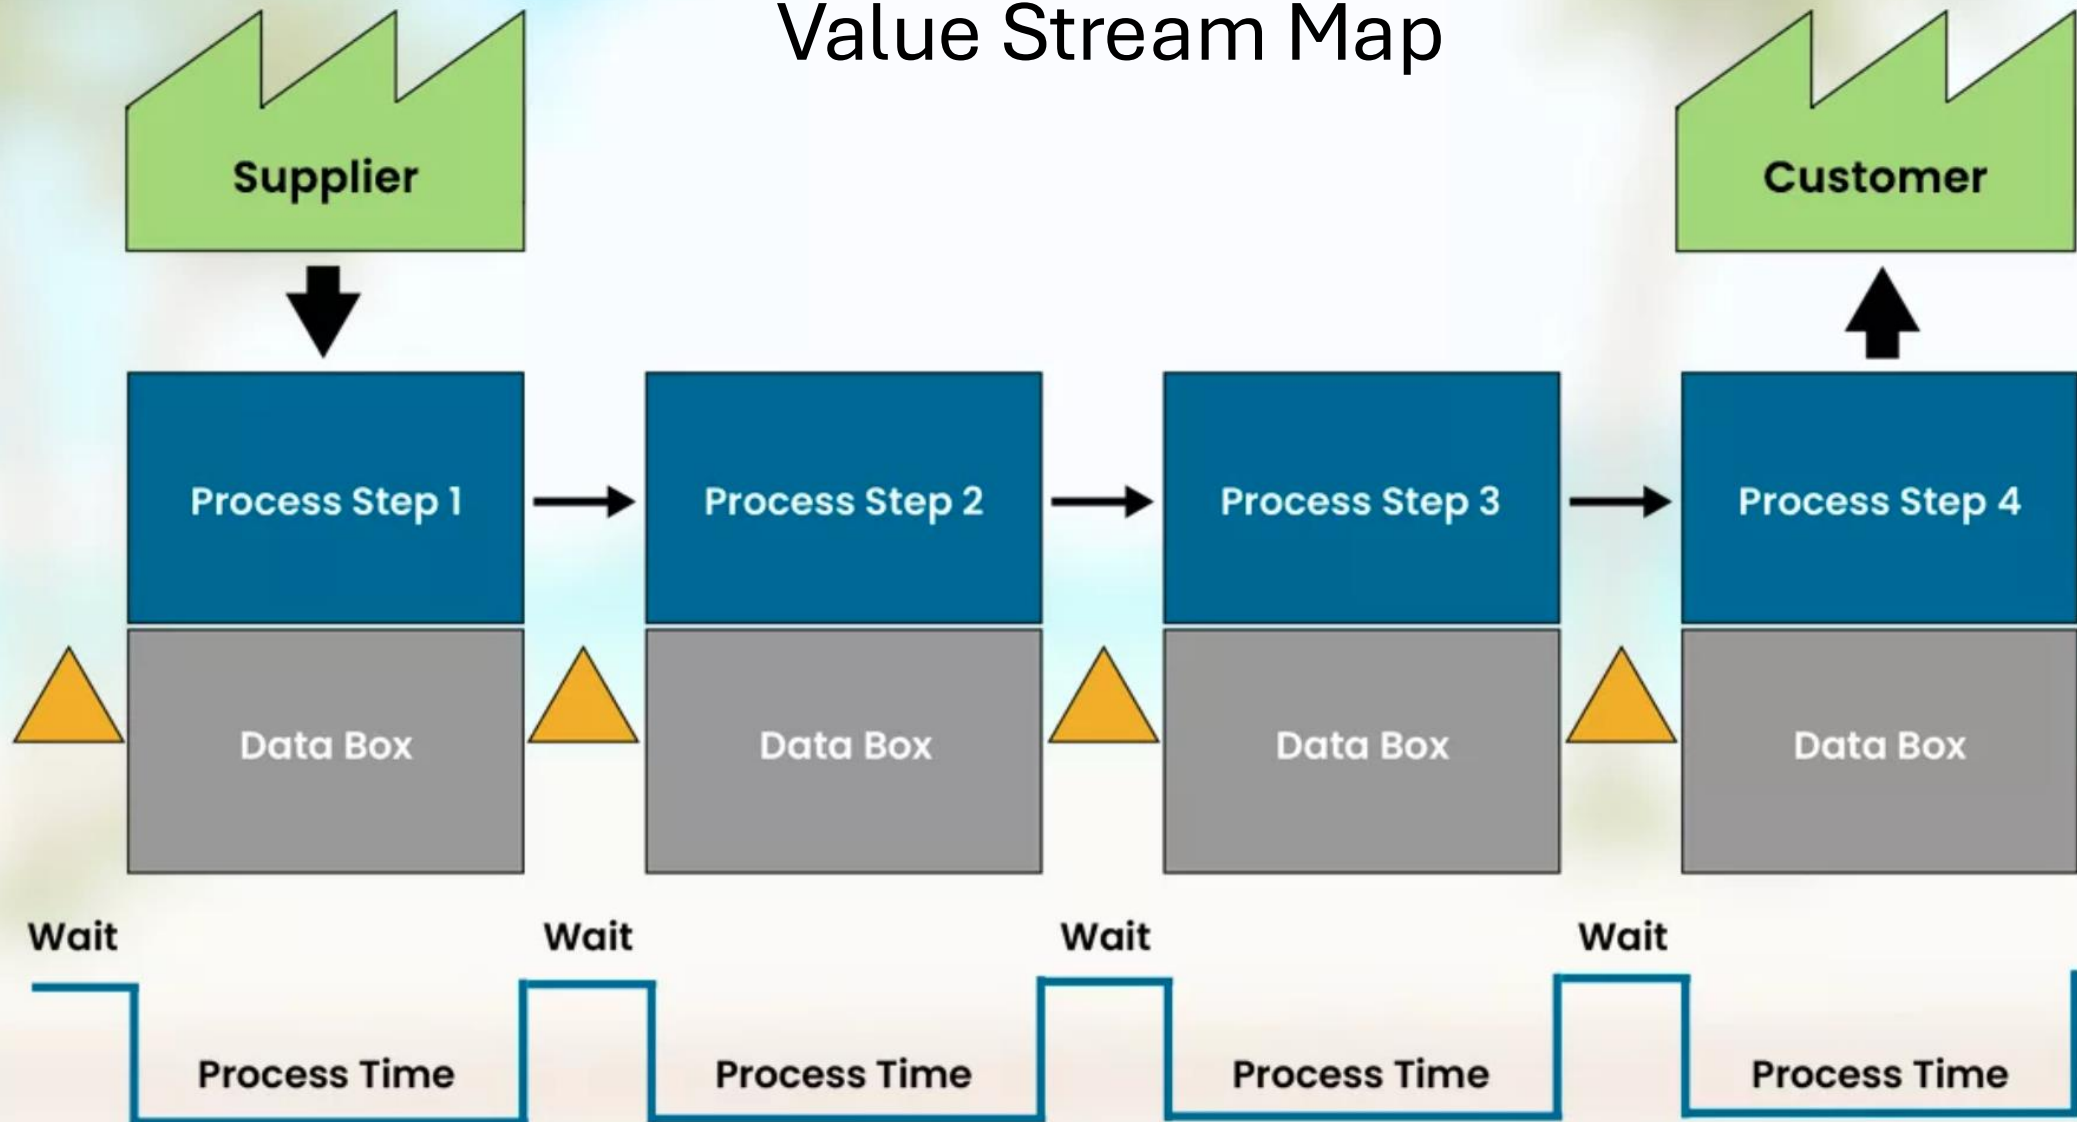 Value Stream Map
Supplier
Customer
Process Step 1
Process Step 2
Process Step 3
Process Step 4
Data Box
Data Box
Data Box
Data Box
Wait
Wait
Wait
Wait
Process Time
Process Time
Process Time
Process Time